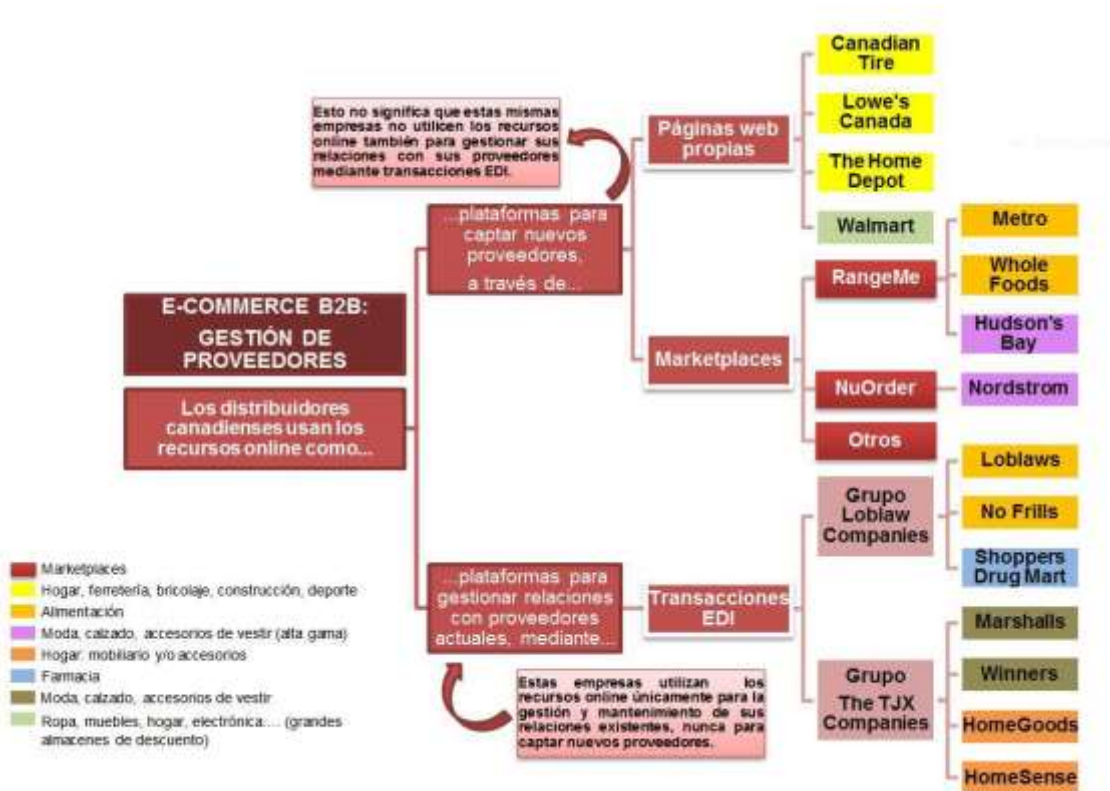 Esto no significa que estas mismas
empresas no utilicen los recursos
online también para gestionar sus
relaciones con sus proveedores
mediante transacciones EDI.
...plataformas para
captar nuevos
proveedores,
a través de...
E-COMMERCE B2B:
GESTIÓN DE
PROVEEDORES
Los distribuidores
canadienses usan los
recursos online como...
Páginas web
propias
Canadian
Tire
Lowe's
Canada
The Home
Depot
Walmart
Marketplaces
RangeMe
Metro
Whole
Foods
Hudson's
Bay
NuOrder
Nordstrom
Otros
...plataformas para
gestionar relaciones
con proveedores
actuales, mediante...
Transacciones
EDI
Grupo
Loblaw
Companies
Loblaws
No Frills
Shoppers
Drug Mart
Grupo
The TJX
Companies
Marshalls
Winners
HomeGoods
HomeSense
Estas empresas utilizan los
recursos online únicamente para la
gestión y mantenimiento de sus
relaciones existentes, nunca para
captar nuevos proveedores.
Marketplaces
Hogar, ferretería, bricolaje, construcción, deporte
Alimentación
Moda, calzado, accesorios de vestir (alta gama)
Hogar: mobiliario y/o accesorios
Farmacia
Moda, calzado, accesorios de vestir
Ropa, muebles, hogar, electrónica.... (grandes
almacenes de descuento)